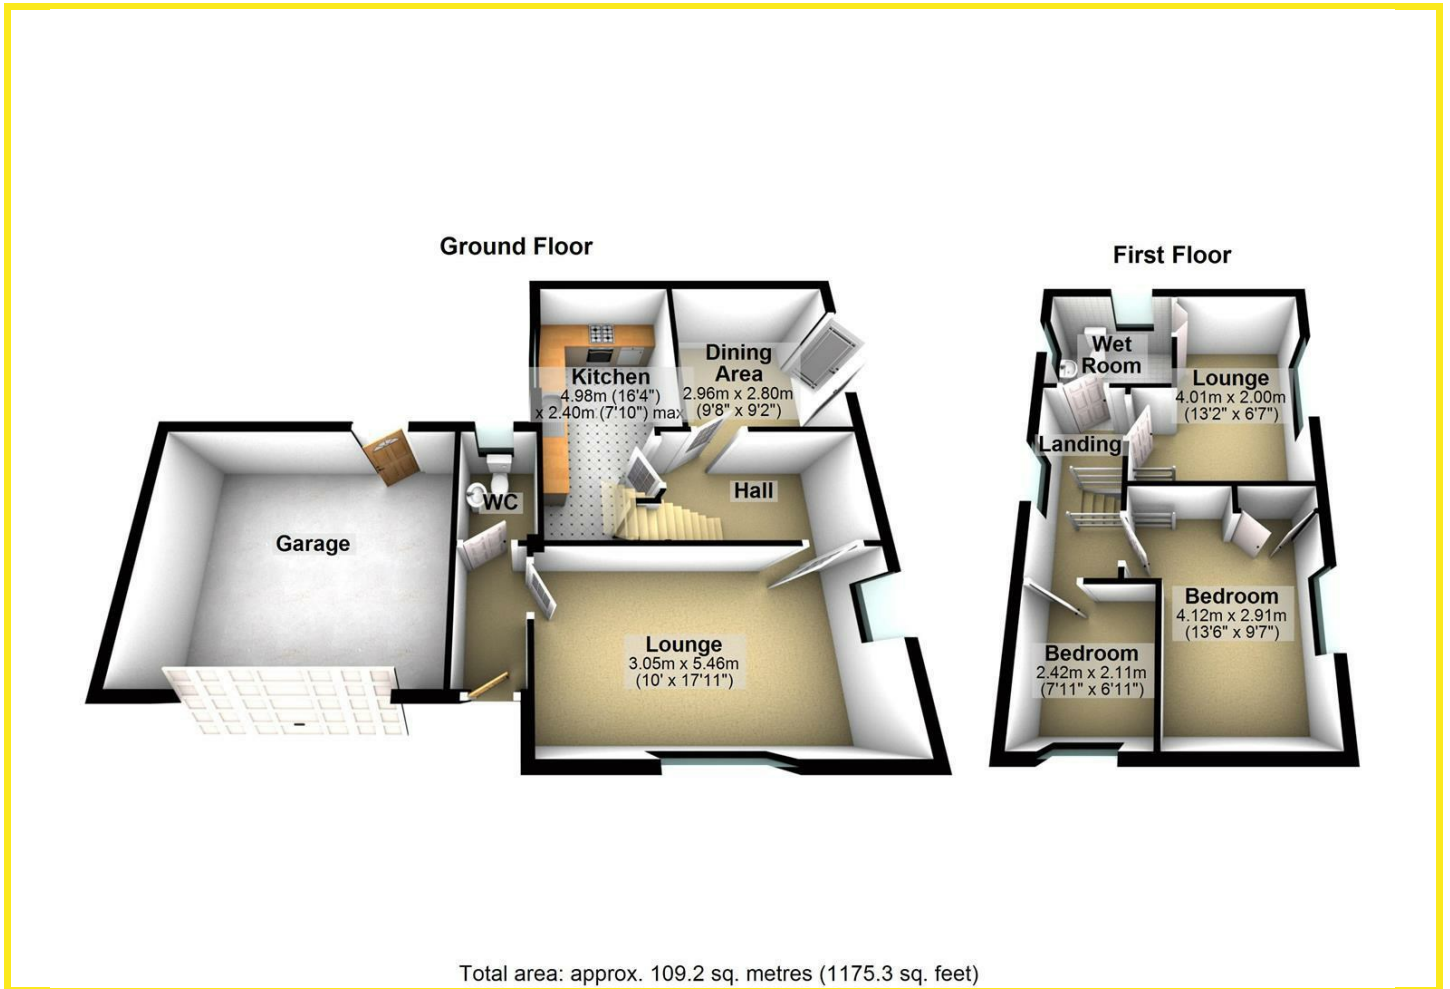 Ground Floor
First Floor
Kitchen
4.98m (16'4")
x 2.40m (7'10") max
Dining
Area
2.96m x 2.80m
(9'8" x 9'2")
Hall
WC
Garage
Lounge
3.05m x 5.46m
(10' x 17'11")
Wet
Room
Lounge
4.01m x 2.00m
(13'2" x 6'7")
Landing
Bedroom
4.12m x 2.91m
(13'6" x 9'7")
Bedroom
2.42m x 2.11m
(7'11" x 6'11")
Total area: approx. 109.2 sq. metres (1175.3 sq. feet)